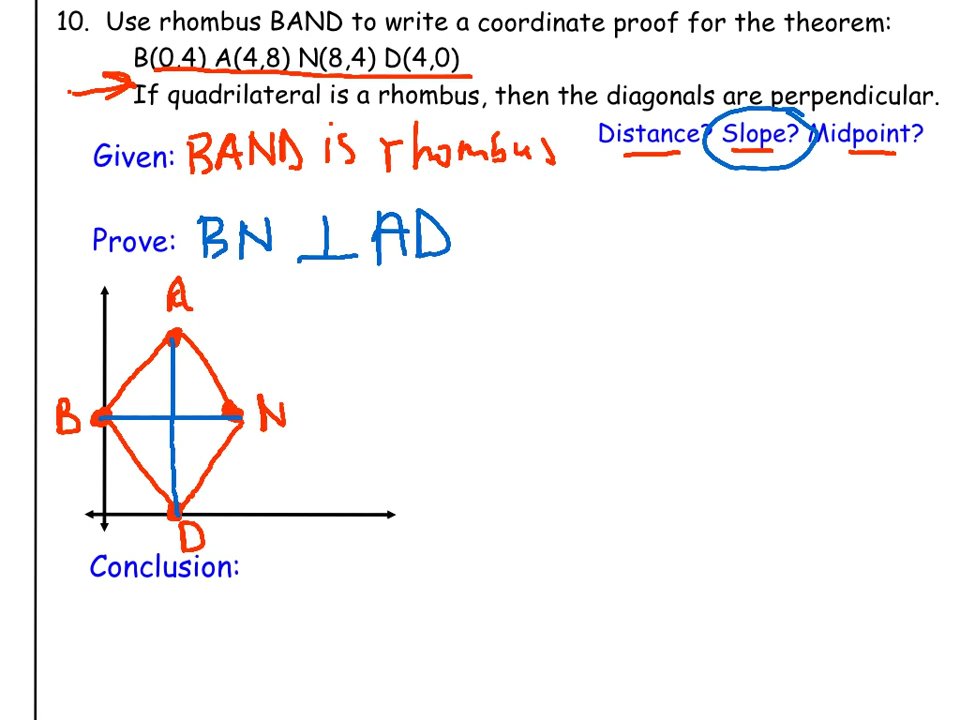 10. Use rhombus BAND to write a coordinate proof for the theorem:
B(0,4) A(4,8) N(8,4) D(4,0)
If quadrilateral is a rhombus, then the diagonals are perpendicular.
Distance? Slope? Midpoint?
Given: BAND is rhombus
Prove: BN ⊥ AD
A
B
N
D
Conclusion: